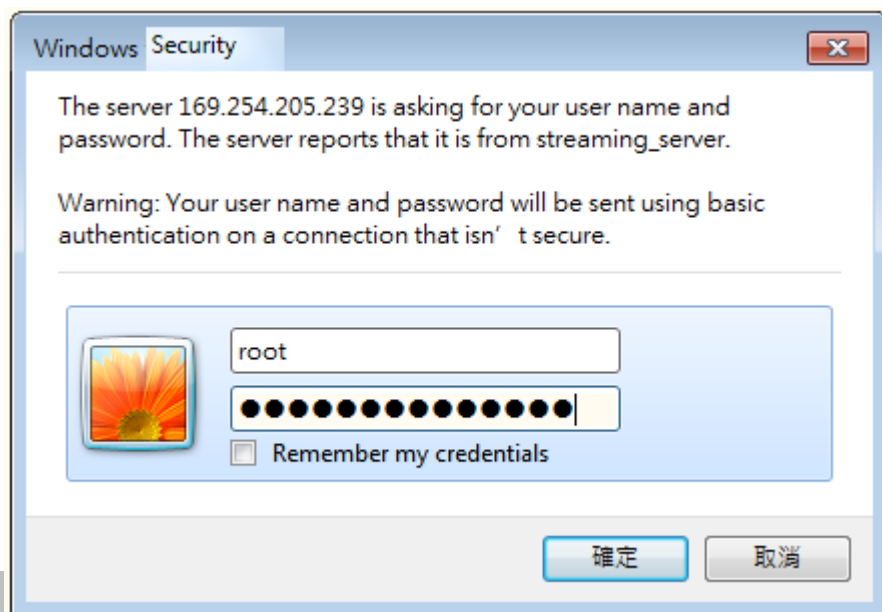 Windows Security
The server 169.254.205.239 is asking for your user name and
password. The server reports that it is from streaming_server.
Warning: Your user name and password will be sent using basic
authentication on a connection that isn’ t secure.
root
●●●●●●●●●●●●●●
Remember my credentials
確定 取消